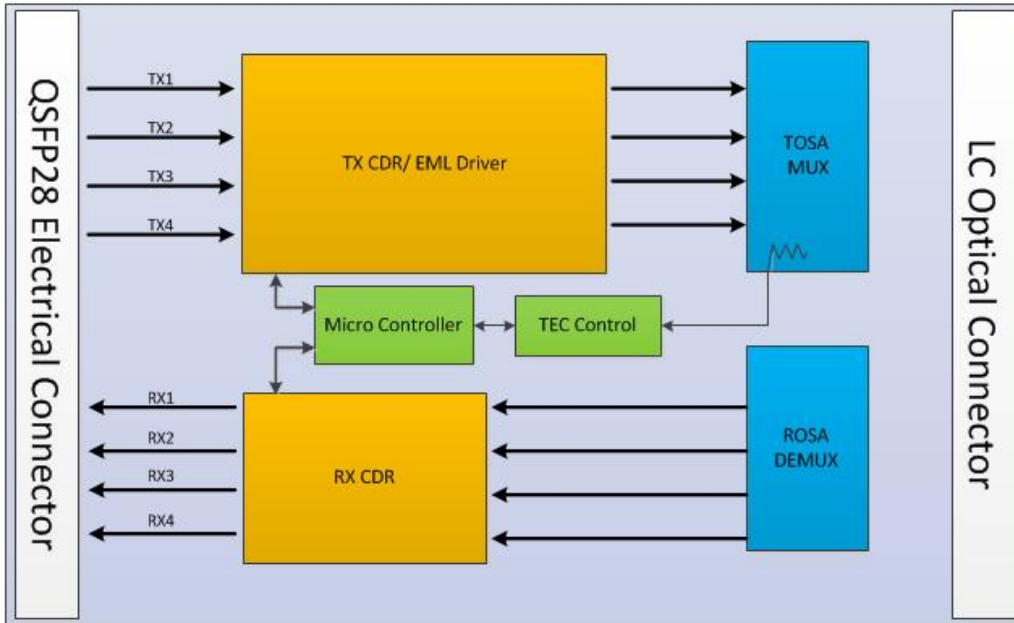 QSFP28 Electrical Connector
TX1
TX2
TX3
TX4
TX CDR/ EML Driver
TOSA
MUX
LC Optical Connector
Micro Controller
TEC Control
RX1
RX2
RX3
RX4
RX CDR
ROSA
DEMUX